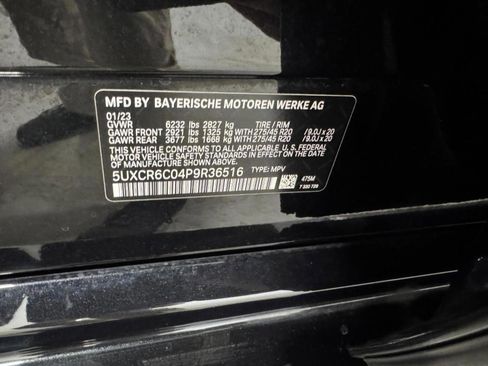 MFD BY BAYERISCHE MOTOREN WERKE AG
01/23
GVWR 6232 lbs 2827 kg TIRE / RIM
GAWR FRONT 2921 lbs 1325 kg WITH 275/45 R20 /9.0J x 20
GAWR REAR 3677 lbs 1668 kg WITH 275/45 R20 /9.0J x 20
THIS VEHICLE CONFORMS TO ALL APPLICABLE U. S. FEDERAL
MOTOR VEHICLE SAFETY STANDARDS IN EFFECT ON THE DATE
OF MANUFACTURE SHOWN ABOVE.
5UXCR6C04P9R36516 TYPE: MPV 475M